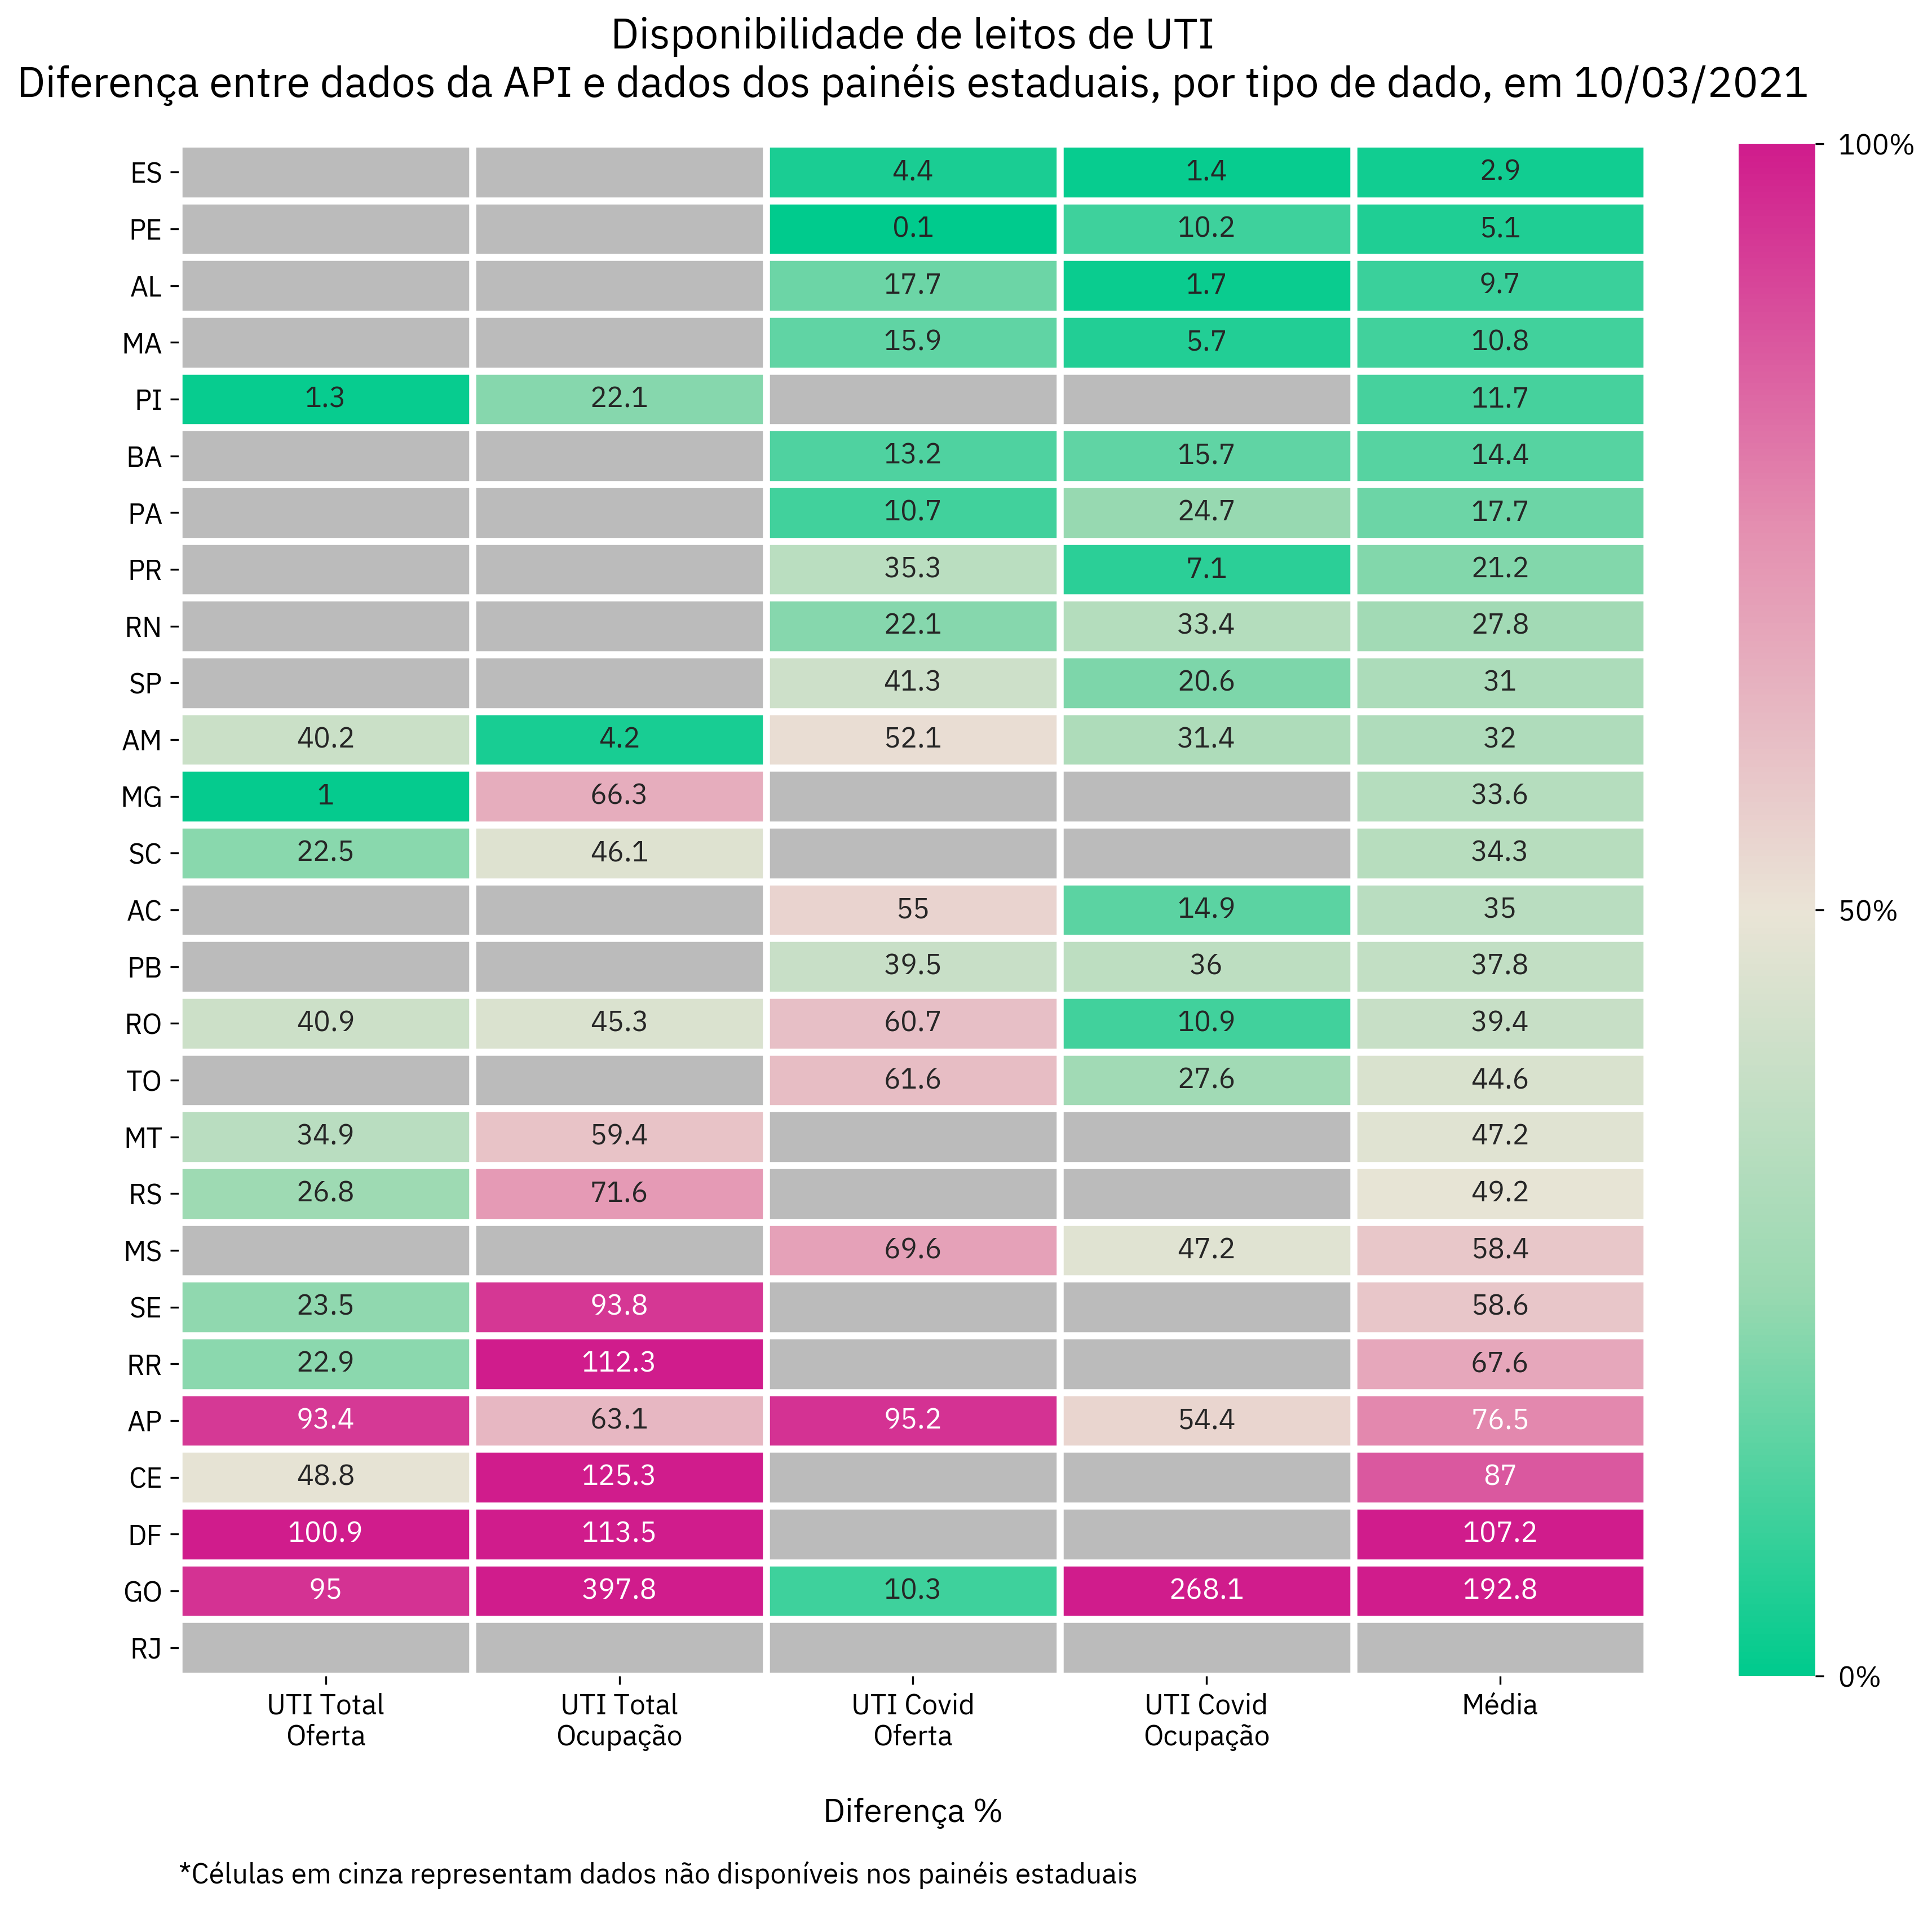 Disponibilidade de leitos de UTI
Diferença entre dados da API e dados dos painéis estaduais, por tipo de dado, em 10/03/2021
100%
ES 4.4 1.4 2.9
PE 0.1 10.2 5.1
AL 17.7 1.7 9.7
MA 15.9 5.7 10.8
PI 1.3 22.1 11.7
BA 13.2 15.7 14.4
PA 10.7 24.7 17.7
PR 35.3 7.1 21.2
RN 22.1 33.4 27.8
SP 41.3 20.6 31
AM 40.2 4.2 52.1 31.4 32
MG 1 66.3 33.6
SC 22.5 46.1 34.3
AC 55 14.9 35
50%
PB 39.5 36 37.8
RO 40.9 45.3 60.7 10.9 39.4
TO 61.6 27.6 44.6
MT 34.9 59.4 47.2
RS 26.8 71.6 49.2
MS 69.6 47.2 58.4
SE 23.5 93.8 58.6
RR 22.9 112.3 67.6
AP 93.4 63.1 95.2 54.4 76.5
CE 48.8 125.3 87
DF 100.9 113.5 107.2
GO 95 397.8 10.3 268.1 192.8
RJ
0%
UTI Total UTI Total UTI Covid UTI Covid Média
Oferta Ocupação Oferta Ocupação
Diferença %
*Células em cinza representam dados não disponíveis nos painéis estaduais